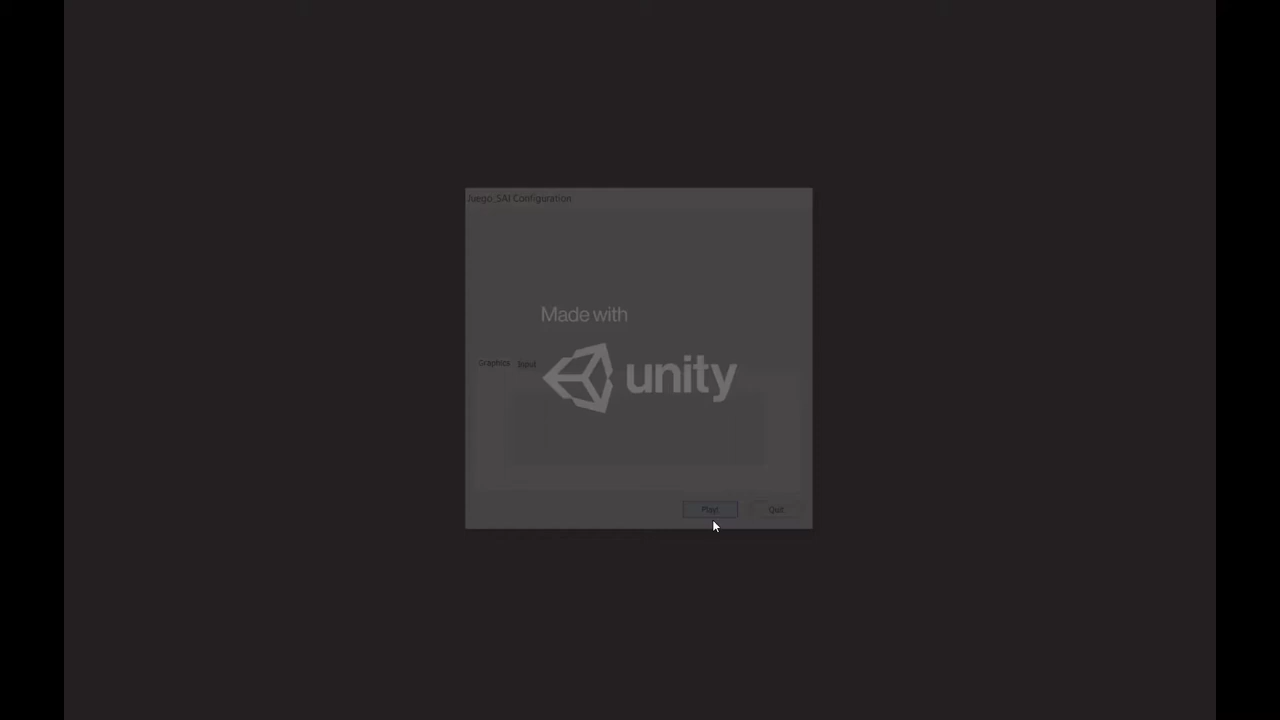 Juego_SAI Configuration
Made with
unity
Graphics Input
Play! Quit